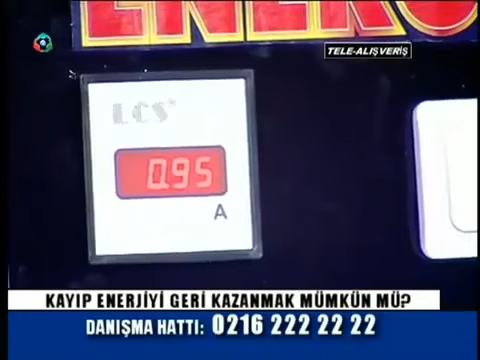 TELE-ALIŞVERİŞ
LCS
0.95
A
KAYIP ENERJİYİ GERİ KAZANMAK MÜMKÜN MÜ?
DANIŞMA HATTI: 0216 222 22 22